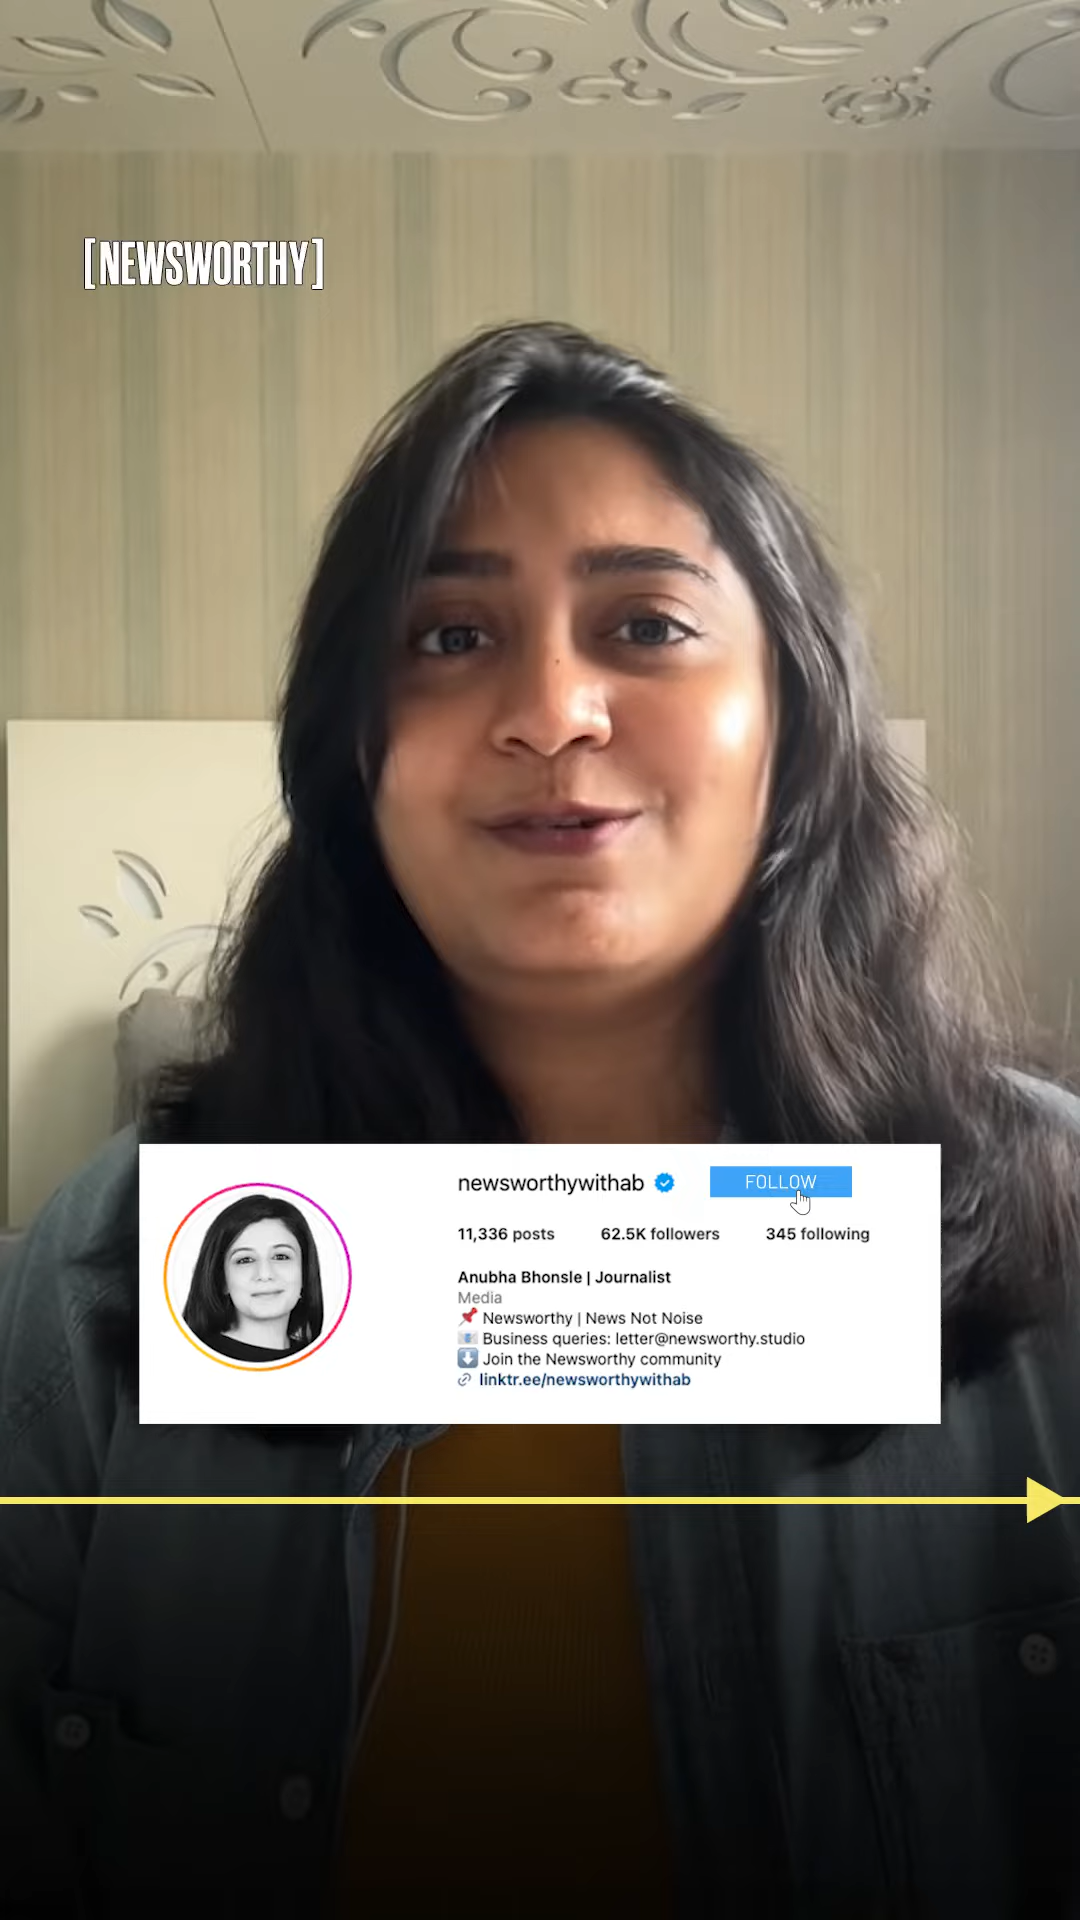 [NEWSWORTHY]
newsworthywithab
FOLLOW
11,336 posts 62.5K followers 345 following
Anubha Bhonsle | Journalist
Media
Newsworthy | News Not Noise
Business queries: letter@newsworthy.studio
Join the Newsworthy community
linktr.ee/newsworthywithab